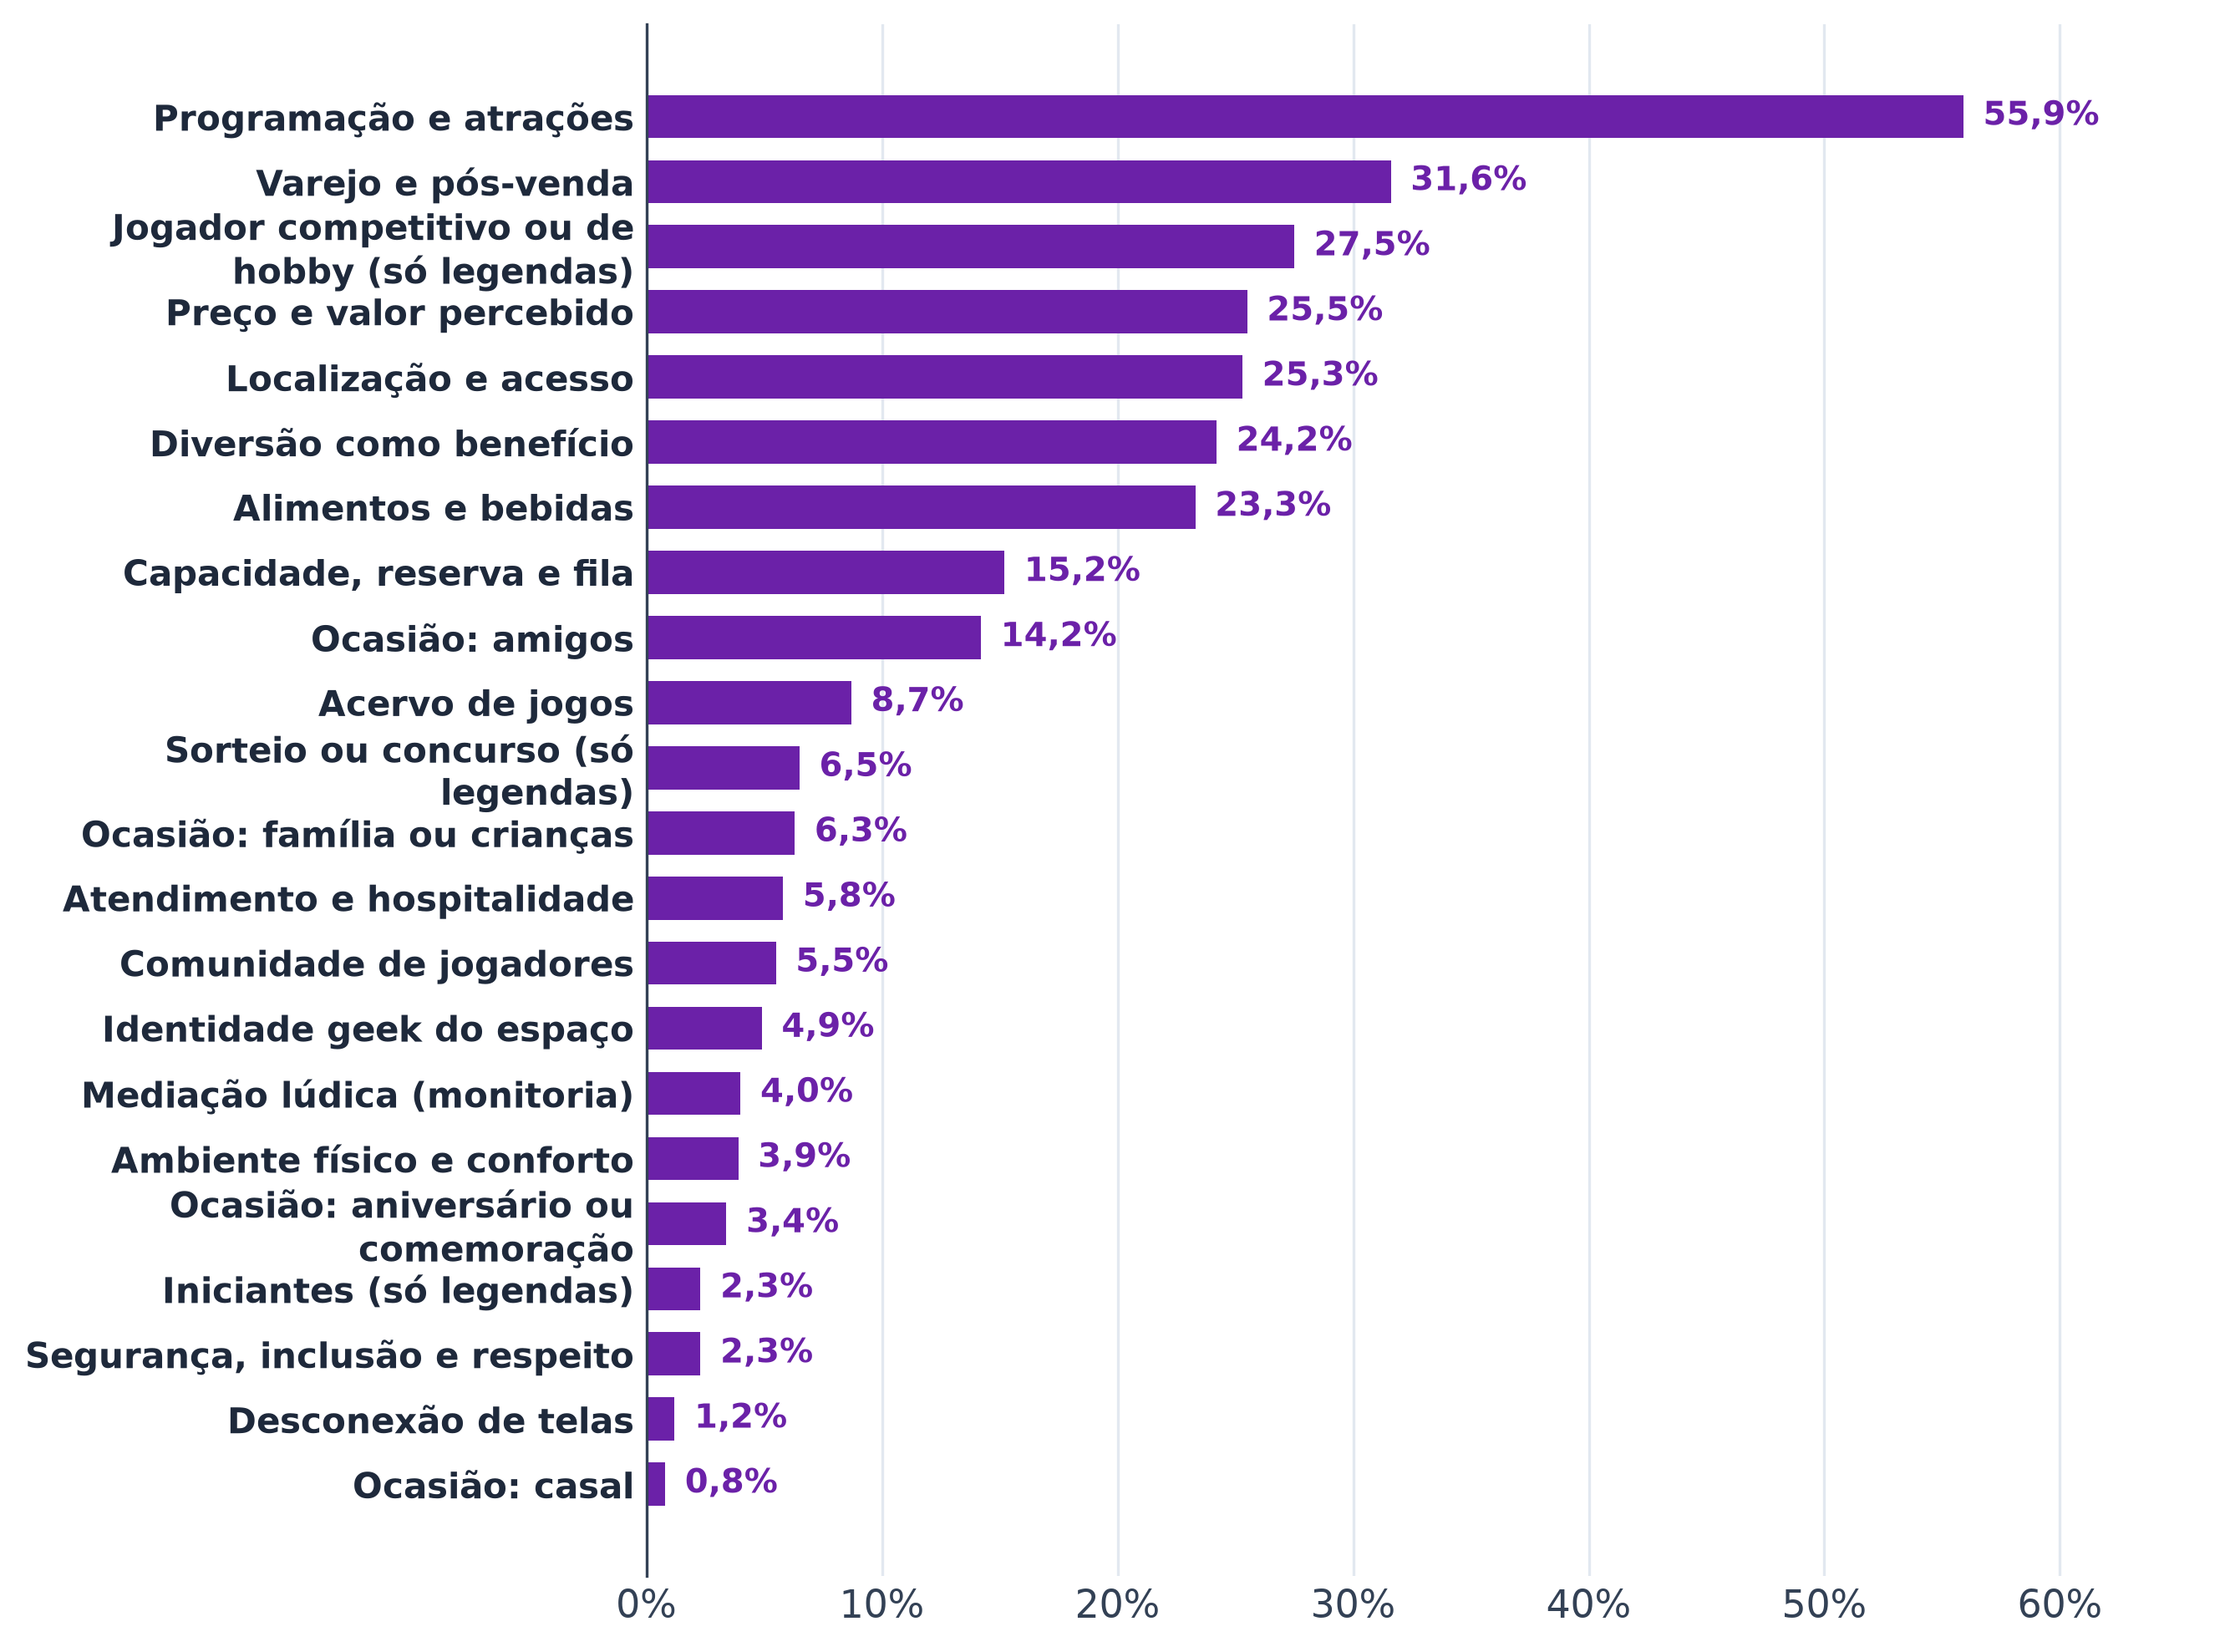 Programação e atrações 55,9%
Varejo e pós-venda 31,6%
Jogador competitivo ou de
hobby (só legendas) 27,5%
Preço e valor percebido 25,5%
Localização e acesso 25,3%
Diversão como benefício 24,2%
Alimentos e bebidas 23,3%
Capacidade, reserva e fila 15,2%
Ocasião: amigos 14,2%
Acervo de jogos 8,7%
Sorteio ou concurso (só
legendas) 6,5%
Ocasião: família ou crianças 6,3%
Atendimento e hospitalidade 5,8%
Comunidade de jogadores 5,5%
Identidade geek do espaço 4,9%
Mediação lúdica (monitoria) 4,0%
Ambiente físico e conforto 3,9%
Ocasião: aniversário ou
comemoração 3,4%
Iniciantes (só legendas) 2,3%
Segurança, inclusão e respeito 2,3%
Desconexão de telas 1,2%
Ocasião: casal 0,8%
0% 10% 20% 30% 40% 50% 60%